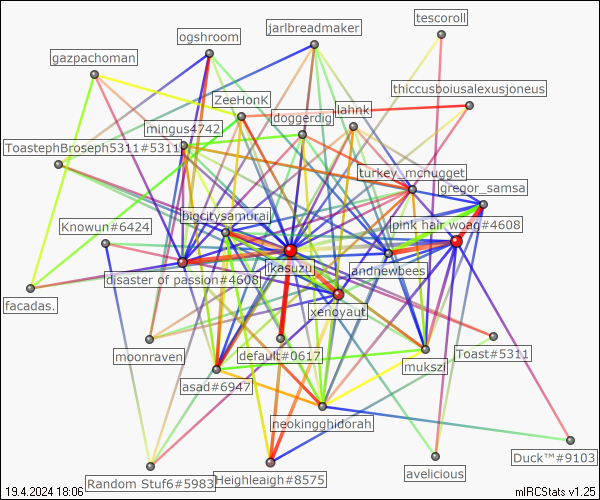 tescoroll
jarlbreadmaker
ogshroom
gazpachoman
thiccusboiusalexusjoneus
ZeeHonK
lahnk
doggerdig
mingus4742
ToastephBroseph5311#5311
turkey_mcnugget
gregor_samsa
bigcitysamurai
Knowun#6424
pink hair woag#4608
ikasuzu
andnewbees
disaster of passion#4608
facadas.
xenoyaut
moonraven
default#0617
Toast#5311
mukszi
asad#6947
neokingghidorah
Duck™#9103
Heighleagh#8575
avelicious
Random Stuf6#5983
19.4.2024 18:06
mIRCStats v1.25